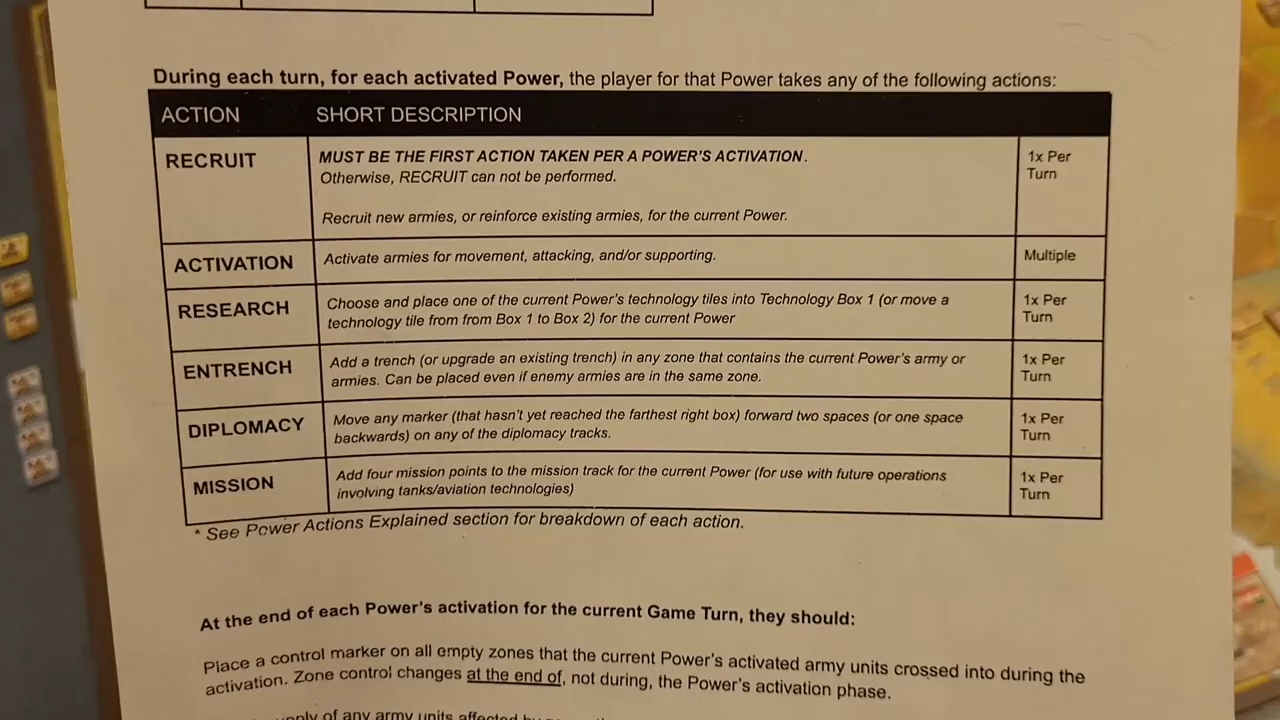 During each turn, for each activated Power, the player for that Power takes any of the following actions:
ACTION SHORT DESCRIPTION
RECRUIT
MUST BE THE FIRST ACTION TAKEN PER A POWER'S ACTIVATION.
Otherwise, RECRUIT can not be performed.
Recruit new armies, or reinforce existing armies, for the current Power.
1x Per
Turn
ACTIVATION
Activate armies for movement, attacking, and/or supporting.
Multiple
RESEARCH
Choose and place one of the current Power's technology tiles into Technology Box 1 (or move a
technology tile from from Box 1 to Box 2) for the current Power
1x Per
Turn
ENTRENCH
Add a trench (or upgrade an existing trench) in any zone that contains the current Power's army or
armies. Can be placed even if enemy armies are in the same zone.
1x Per
Turn
DIPLOMACY
Move any marker (that hasn't yet reached the farthest right box) forward two spaces (or one space
backwards) on any of the diplomacy tracks.
1x Per
Turn
MISSION
Add four mission points to the mission track for the current Power (for use with future operations
involving tanks/aviation technologies)
1x Per
Turn
* See Power Actions Explained section for breakdown of each action.
At the end of each Power's activation for the current Game Turn, they should:
Place a control marker on all empty zones that the current Power's activated army units crossed into during the
activation. Zone control changes at the end of, not during, the Power's activation phase.
of any army units affected by